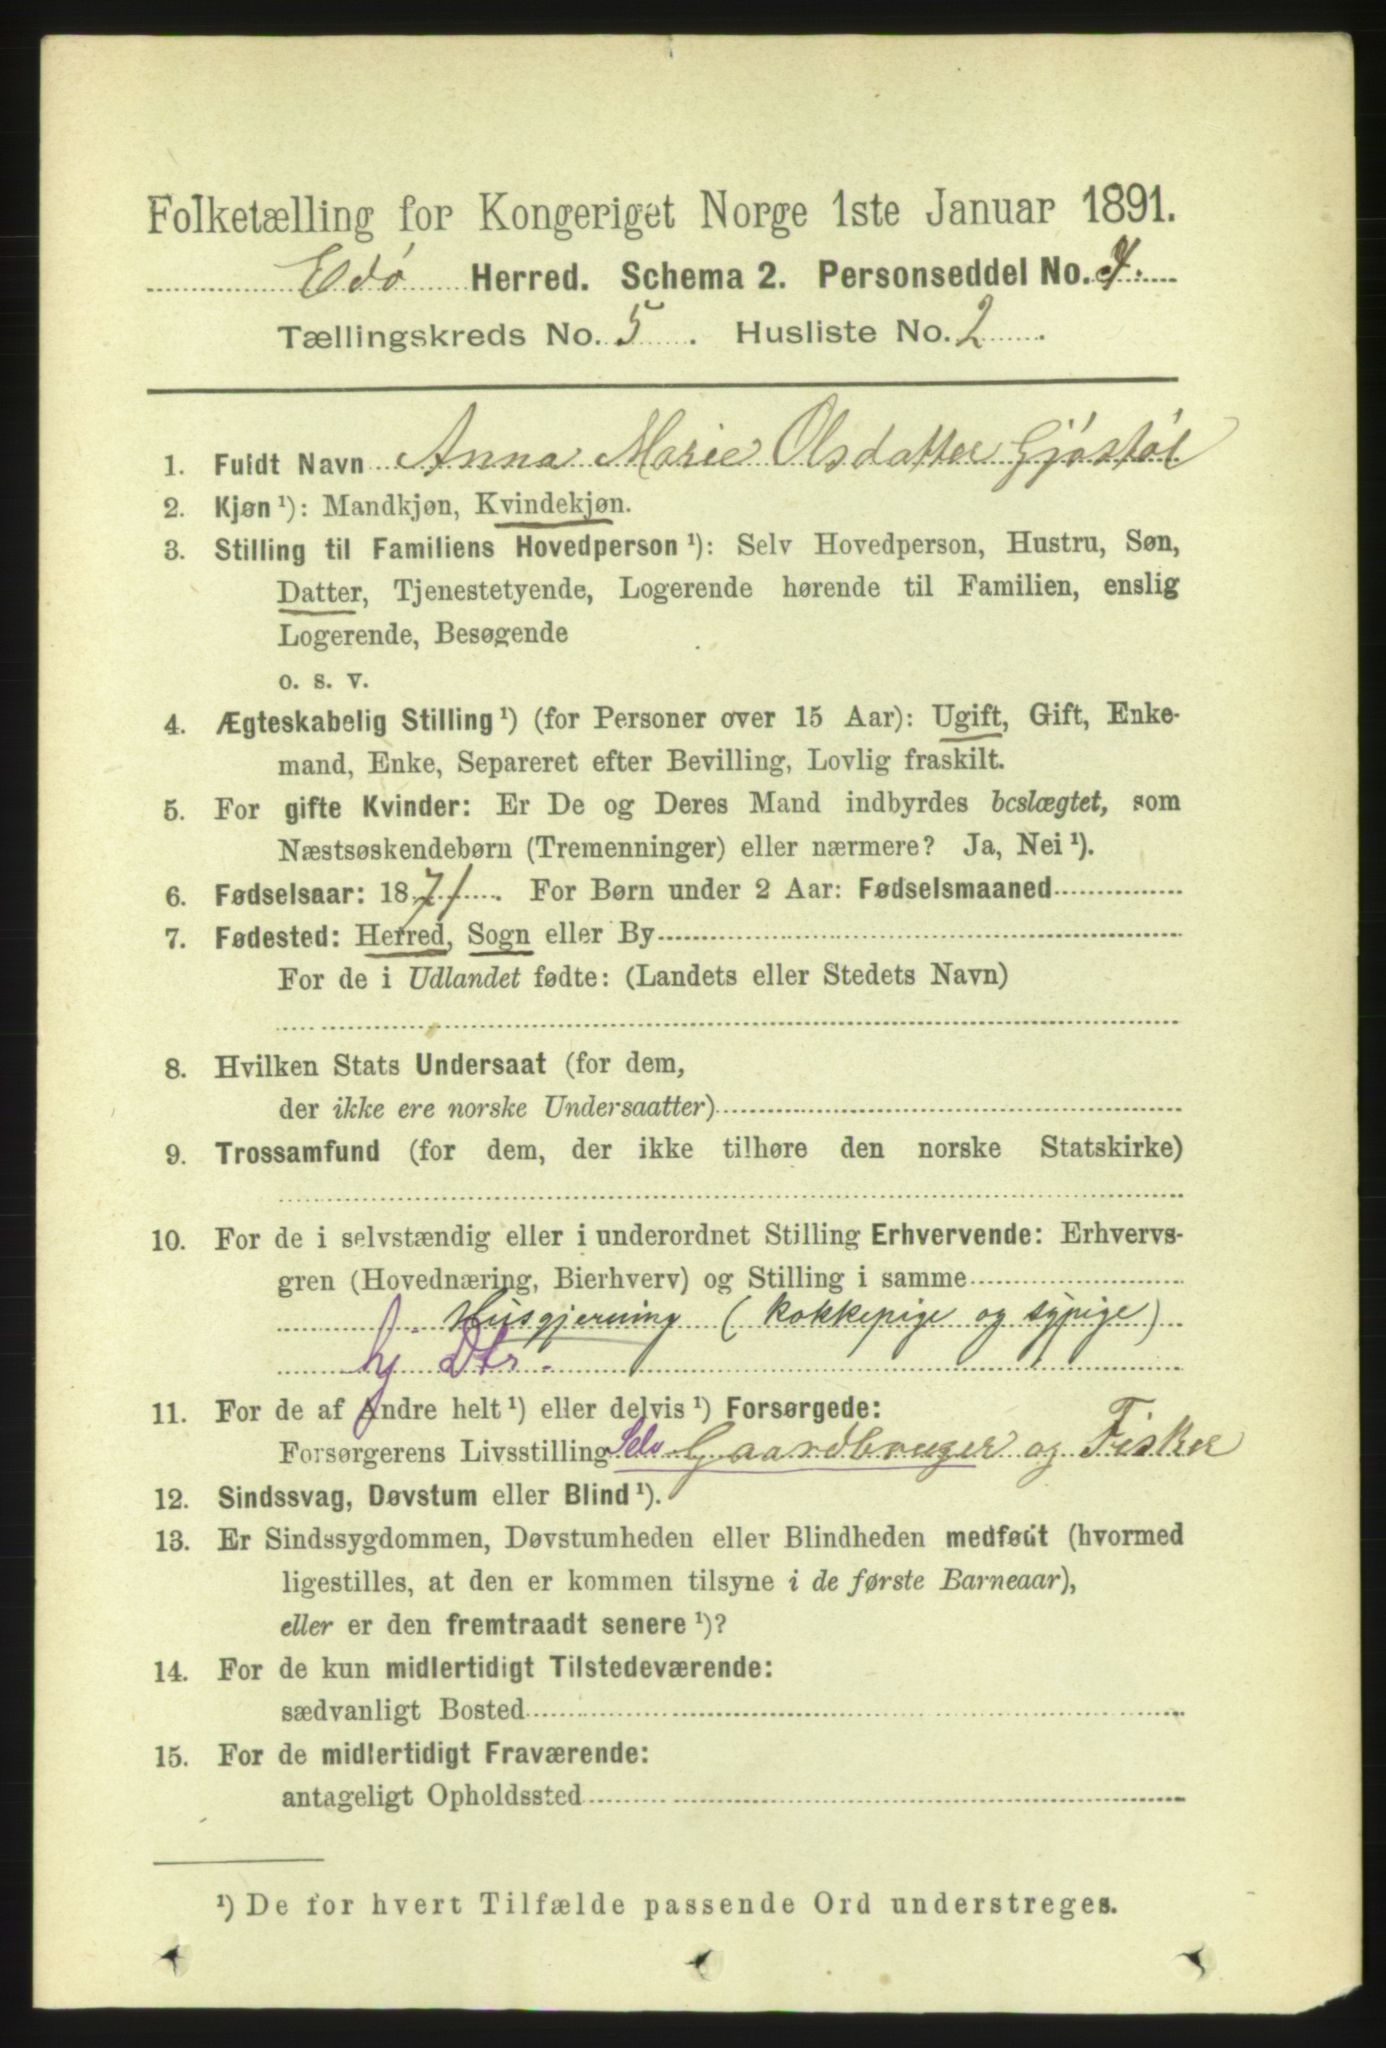 Folketælling for Kongeriget Norge 1ste Januar 1891.
Edø Herred. Schema 2. Personseddel No. 4.
Tællingskreds No. 5. Husliste No. 2.
1. Fuldt Navn Anna Marie Olsdatter Gjøstøl
2. Kjøn ¹): Mandkjøn, Kvindekjøn.
3. Stilling til Familiens Hovedperson ¹): Selv Hovedperson, Hustru, Søn,
Datter, Tjenestetyende, Logerende hørende til Familien, enslig
Logerende, Besøgende
o. s. v.
4. Ægteskabelig Stilling ¹) (for Personer over 15 Aar): Ugift, Gift, Enke-
mand, Enke, Separeret efter Bevilling, Lovlig fraskilt.
5. For gifte Kvinder: Er De og Deres Mand indbyrdes beslægtet, som
Næstsøskendebørn (Tremenninger) eller nærmere? Ja, Nei ¹).
6. Fødselsaar: 1871. For Børn under 2 Aar: Fødselsmaaned
7. Fødested: Herred, Sogn eller By
For de i Udlandet fødte: (Landets eller Stedets Navn)
8. Hvilken Stats Undersaat (for dem,
der ikke ere norske Undersaatter)
9. Trossamfund (for dem, der ikke tilhøre den norske Statskirke)
10. For de i selvstændig eller i underordnet Stilling Erhvervende: Erhvervs-
gren (Hovednæring, Bierhverv) og Stilling i samme
Husgjerning (kokkepige og sypige)
Dtr.
11. For de af Andre helt ¹) eller delvis ¹) Forsørgede:
Forsørgerens Livsstilling Selv Gaardbruger og Fisker
12. Sindssvag, Døvstum eller Blind ¹).
13. Er Sindssygdommen, Døvstumheden eller Blindheden medfødt (hvormed
ligestilles, at den er kommen tilsyne i de første Barneaar),
eller er den fremtraadt senere ¹)?
14. For de kun midlertidigt Tilstedeværende:
sædvanligt Bosted
15. For de midlertidigt Fraværende:
antageligt Opholdssted
¹) De for hvert Tilfælde passende Ord understreges.